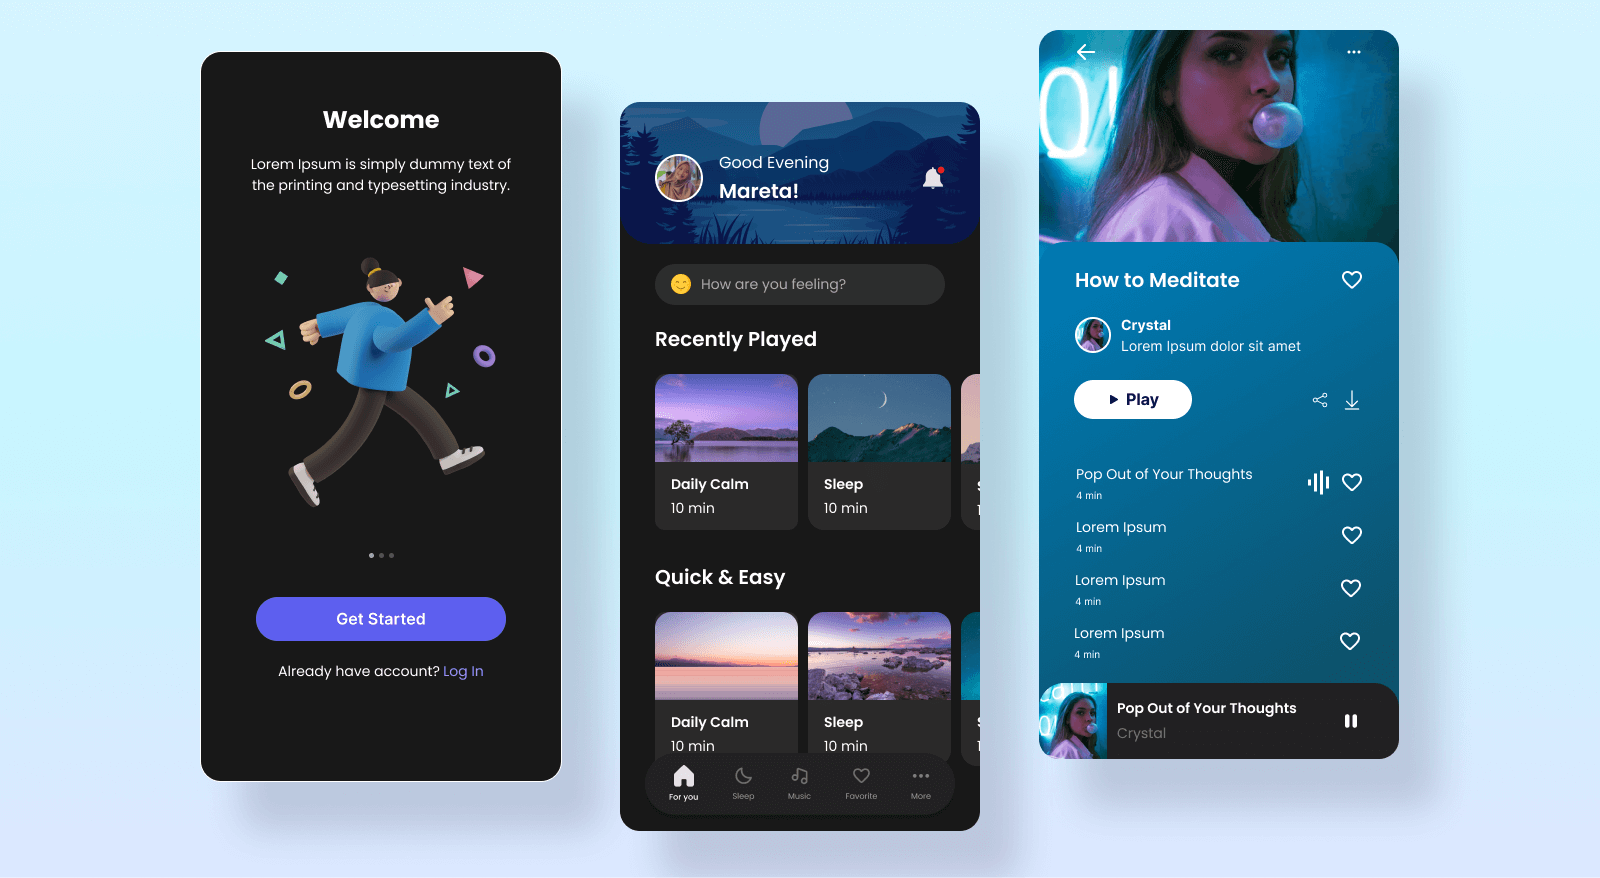 Welcome
Lorem Ipsum is simply dummy text of
the printing and typesetting industry.
Get Started
Already have account? Log In
Good Evening
Mareta!
How are you feeling?
Recently Played
Daily Calm
10 min
Sleep
10 min
Quick & Easy
Daily Calm
10 min
Sleep
10 min
For you
Sleep
Music
Favorite
More
How to Meditate
Crystal
Lorem Ipsum dolor sit amet
Play
Pop Out of Your Thoughts
4 min
Lorem Ipsum
4 min
Lorem Ipsum
4 min
Lorem Ipsum
4 min
Pop Out of Your Thoughts
Crystal